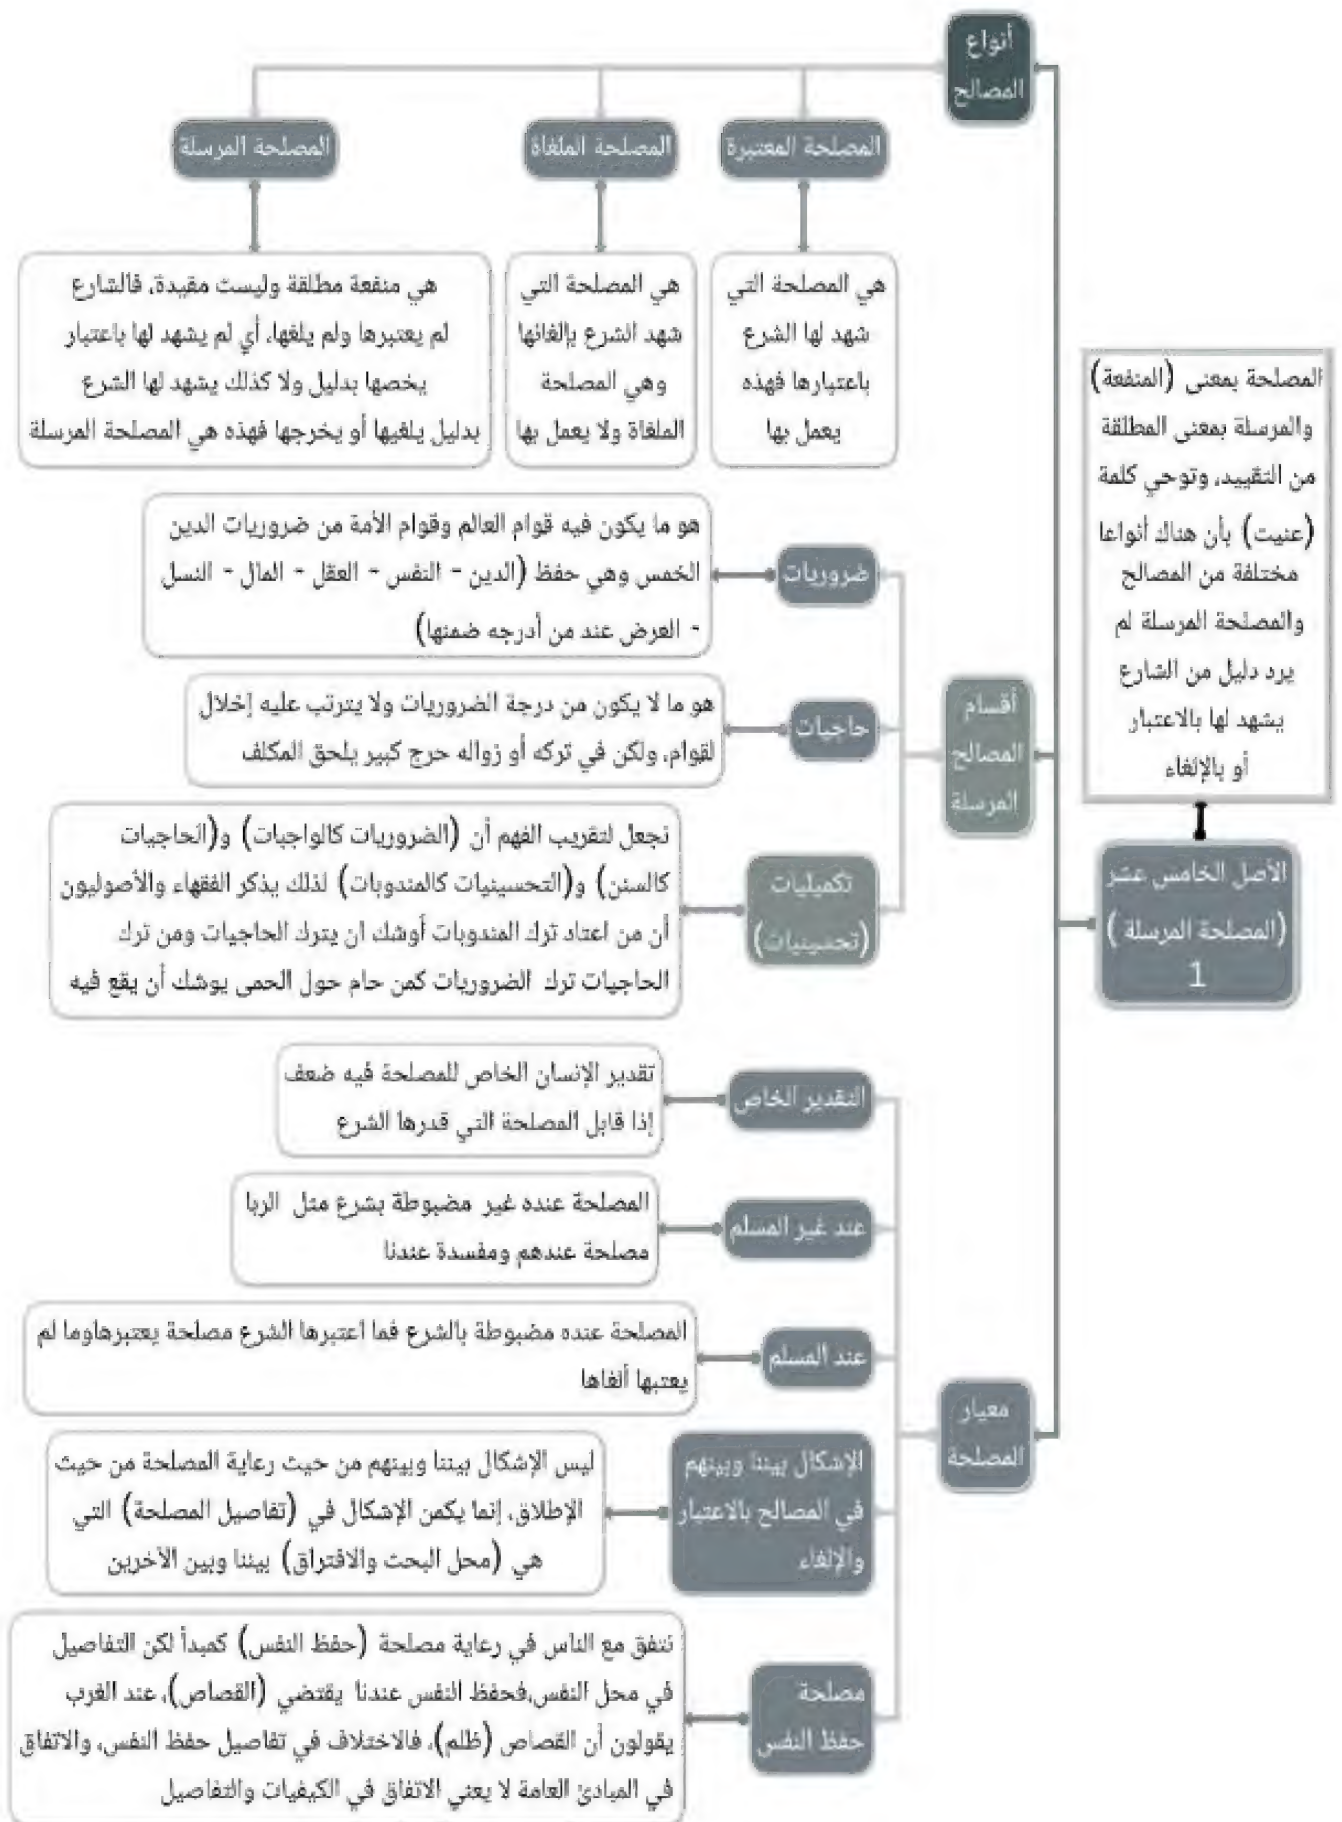 الأصل الخامس عشر
(المصلحة المرسلة)
1
المصلحة بمعنى (المنفعة)
والمرسلة بمعنى المطلقة
من التقييد، وتوحي كلمة
(عنيت) بأن هناك أنواعا
مختلفة من المصالح
والمصلحة المرسلة لم
يرد دليل من الشارع
يشهد لها بالاعتبار
أو بالإلغاء
أنواع
المصالح
المصلحة المعتبرة
هي المصلحة التي
شهد لها الشرع
باعتبارها فهذه
يعمل بها
المصلحة الملغاة
هي المصلحة التي
شهد الشرع بإلغائها
وهي المصلحة
الملغاة ولا يعمل بها
المصلحة المرسلة
هي منفعة مطلقة وليست مقيدة، فالشارع
لم يعتبرها ولم يلغها، أي لم يشهد لها باعتبار
يخصها بدليل ولا كذلك يشهد لها الشرع
بدليل يلغيها أو يخرجها فهذه هي المصلحة المرسلة
أقسام
المصالح
المرسلة
ضروريات
هو ما يكون فيه قوام العالم وقوام الأمة من ضروريات الدين
الخمس وهي حفظ (الدين - النفس - العقل - المال - النسل
- العرض عند من أدرجه ضمنها)
حاجيات
هو ما لا يكون من درجة الضروريات ولا يترتب عليه إخلال
لقوام، ولكن في تركه أو زواله حرج كبير يلحق المكلف
تكميليات
(تحسينيات)
نجعل لتقريب الفهم أن (الضروريات كالواجبات) و(الحاجيات
كالسنن) و(التحسينيات كالمندوبات) لذلك يذكر الفقهاء والأصوليون
أن من اعتاد ترك المندوبات أوشك ان يترك الحاجيات ومن ترك
الحاجيات ترك الضروريات كمن حام حول الحمى يوشك أن يقع فيه
معيار
المصلحة
التقدير الخاص
تقدير الإنسان الخاص للمصلحة فيه ضعف
إذا قابل المصلحة التي قدرها الشرع
عند غير المسلم
المصلحة عنده غير مضبوطة بشرع مثل الربا
مصلحة عندهم ومفسدة عندنا
عند المسلم
المصلحة عنده مضبوطة بالشرع فما اعتبرها الشرع مصلحة يعتبرهاوما لم
يعتبها ألغاها
الإشكال بيننا وبينهم
في المصالح بالاعتبار
والإلغاء
ليس الإشكال بيننا وبينهم من حيث رعاية المصلحة من حيث
الإطلاق، إنما يكمن الإشكال في (تفاصيل المصلحة) التي
هي (محل البحث والافتراق) بيننا وبين الآخرين
مصلحة
حفظ النفس
نتفق مع الناس في رعاية مصلحة (حفظ النفس) كمبدأ لكن التفاصيل
في محل النفس،فحفظ النفس عندنا يقتضي (القصاص)، عند الغرب
يقولون أن القصاص (ظلم)، فالاختلاف في تفاصيل حفظ النفس، والاتفاق
في المبادئ العامة لا يعني الاتفاق في الكيفيات والتفاصيل